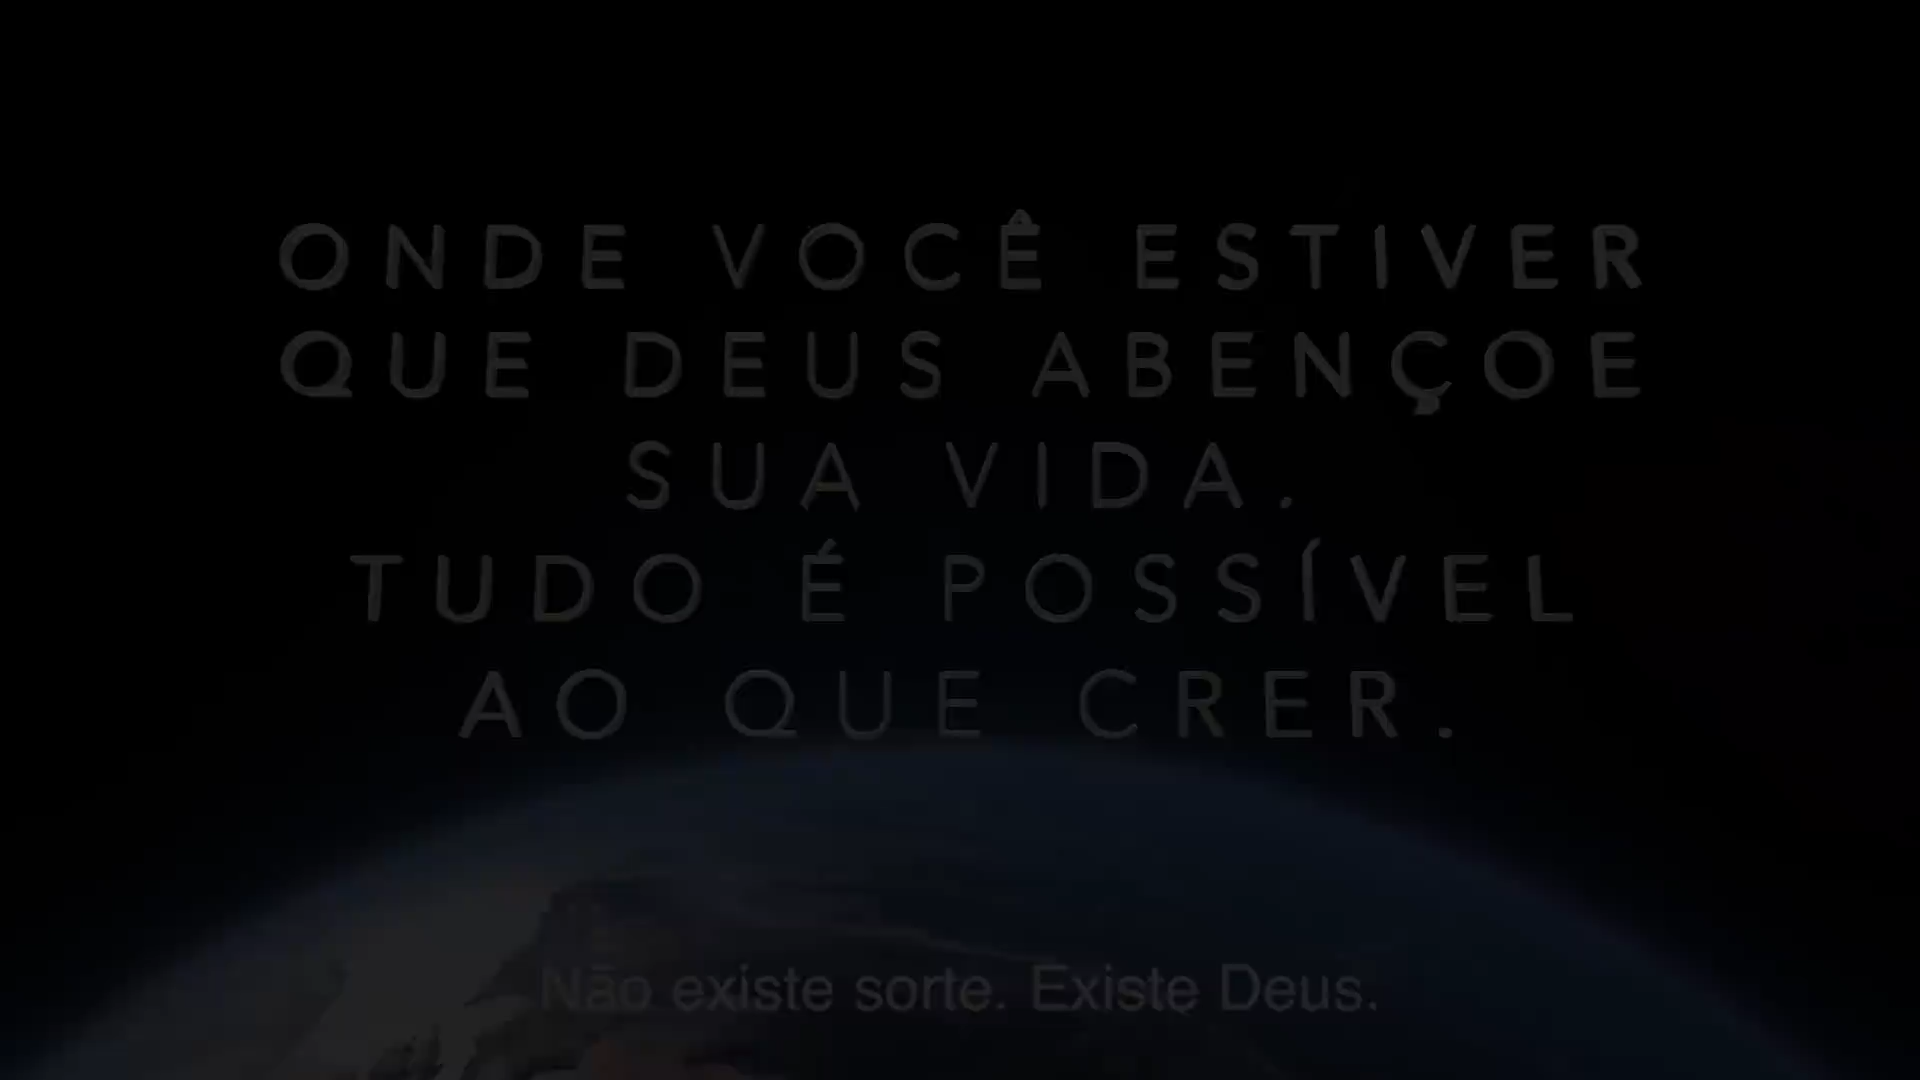 ONDE VOCÊ ESTIVER
QUE DEUS ABENÇOE
SUA VIDA.
TUDO É POSSÍVEL
AO QUE CRER.
Não existe sorte. Existe Deus.